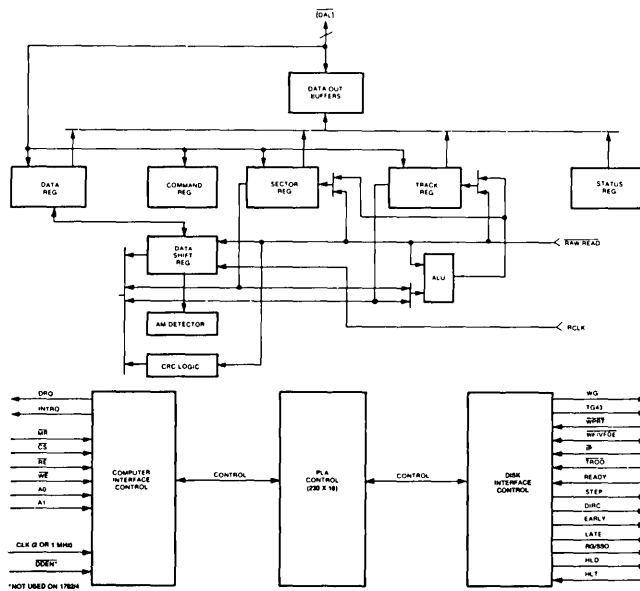 (DAL)
DATA OUT
BUFFERS
DATA
REG
COMMAND
REG
SECTOR
REG
TRACK
REG
STATUS
REG
DATA
SHIFT
REG
RAW READ
ALU
AM DETECTOR
RCLK
CRC LOGIC
DRQ
INTRQ
MR
CS
RE
WE
A0
A1
CLK (2 OR 1 MHz)
DDEN*
*NOT USED ON 1792/4
COMPUTER
INTERFACE
CONTROL
CONTROL
PLA
CONTROL
(230 X 16)
CONTROL
DISK
INTERFACE
CONTROL
WG
TG43
WPRT
WF/VFOE
IP
TROO
READY
STEP
DIRC
EARLY
LATE
RG/SSO
HLD
HLT